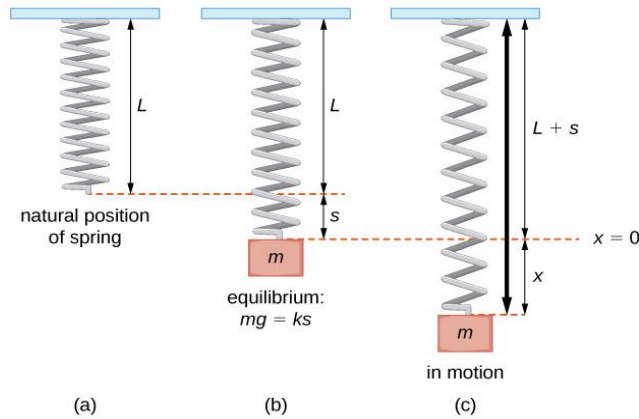 L
natural position
of spring
(a)
L
s
m
equilibrium:
mg = ks
(b)
L + s
x = 0
x
m
in motion
(c)